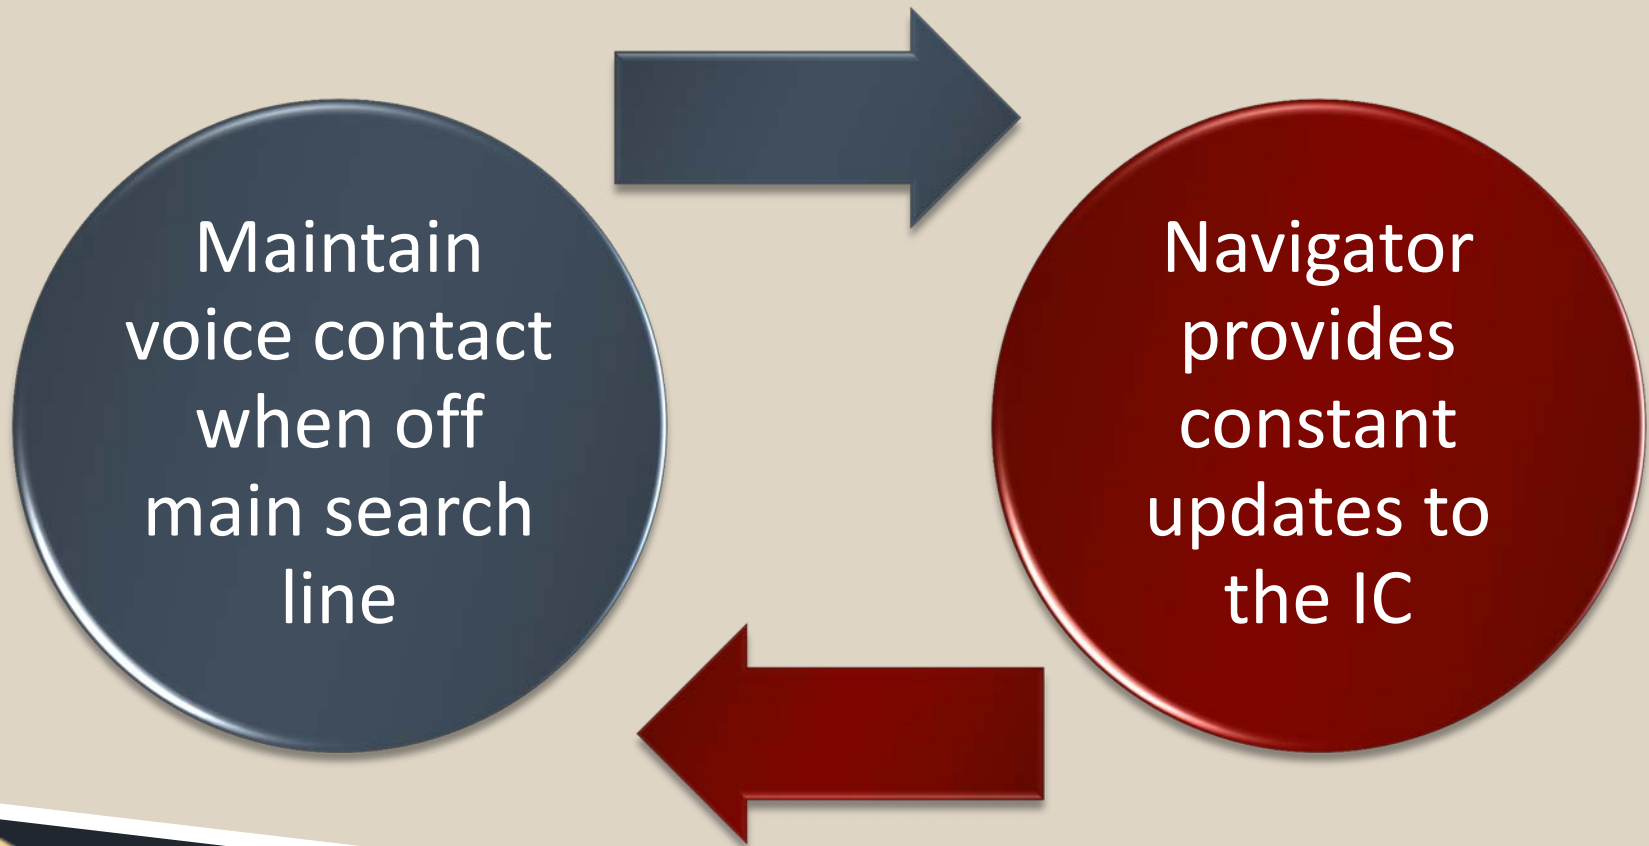 Maintain
voice contact
when off
main search
line
Navigator
provides
constant
updates to
the IC